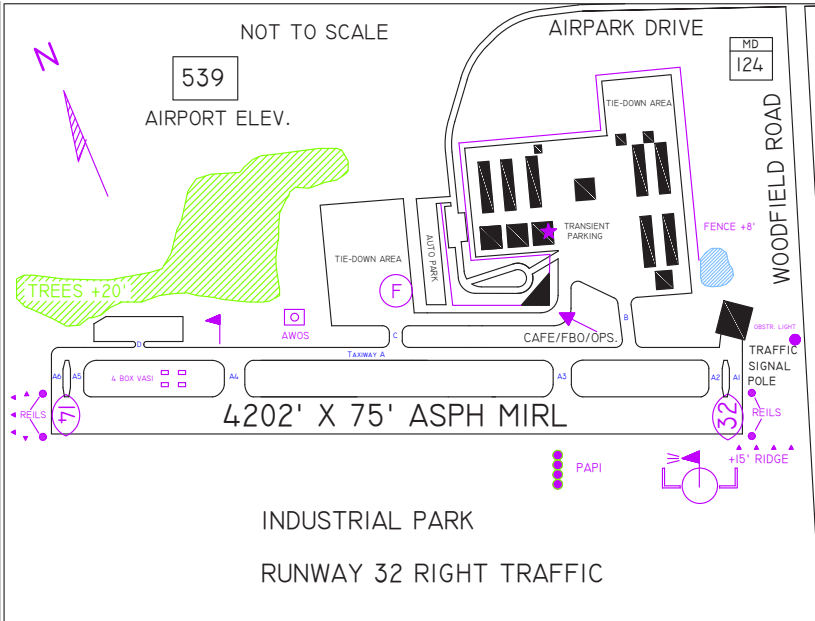 NOT TO SCALE
AIRPARK DRIVE
N
539
AIRPORT ELEV.
MD
124
TIE-DOWN AREA
WOODFIELD ROAD
TRANSIENT
PARKING
FENCE +8'
TIE-DOWN AREA
AUTO PARK
TREES +20'
F
AWOS
CAFE/FBO/OPS.
B
OBSTR. LIGHT
TRAFFIC
SIGNAL
POLE
D
C
TAXIWAY A
A6
A5
4 BOX VASI
A4
A3
A2
A1
REILS
14
4202' X 75' ASPH MIRL
32
REILS
PAPI
+15' RIDGE
INDUSTRIAL PARK
RUNWAY 32 RIGHT TRAFFIC